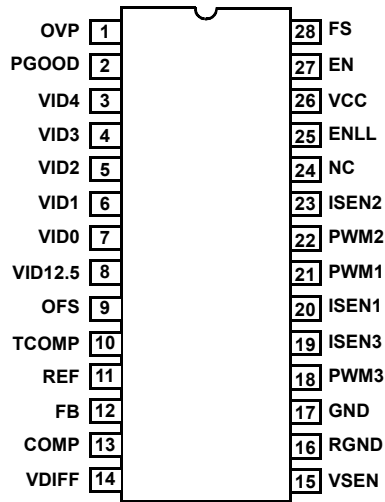 OVP 1 28 FS
PGOOD 2 27 EN
VID4 3 26 VCC
VID3 4 25 ENLL
VID2 5 24 NC
VID1 6 23 ISEN2
VID0 7 22 PWM2
VID12.5 8 21 PWM1
OFS 9 20 ISEN1
TCOMP 10 19 ISEN3
REF 11 18 PWM3
FB 12 17 GND
COMP 13 16 RGND
VDIFF 14 15 VSEN